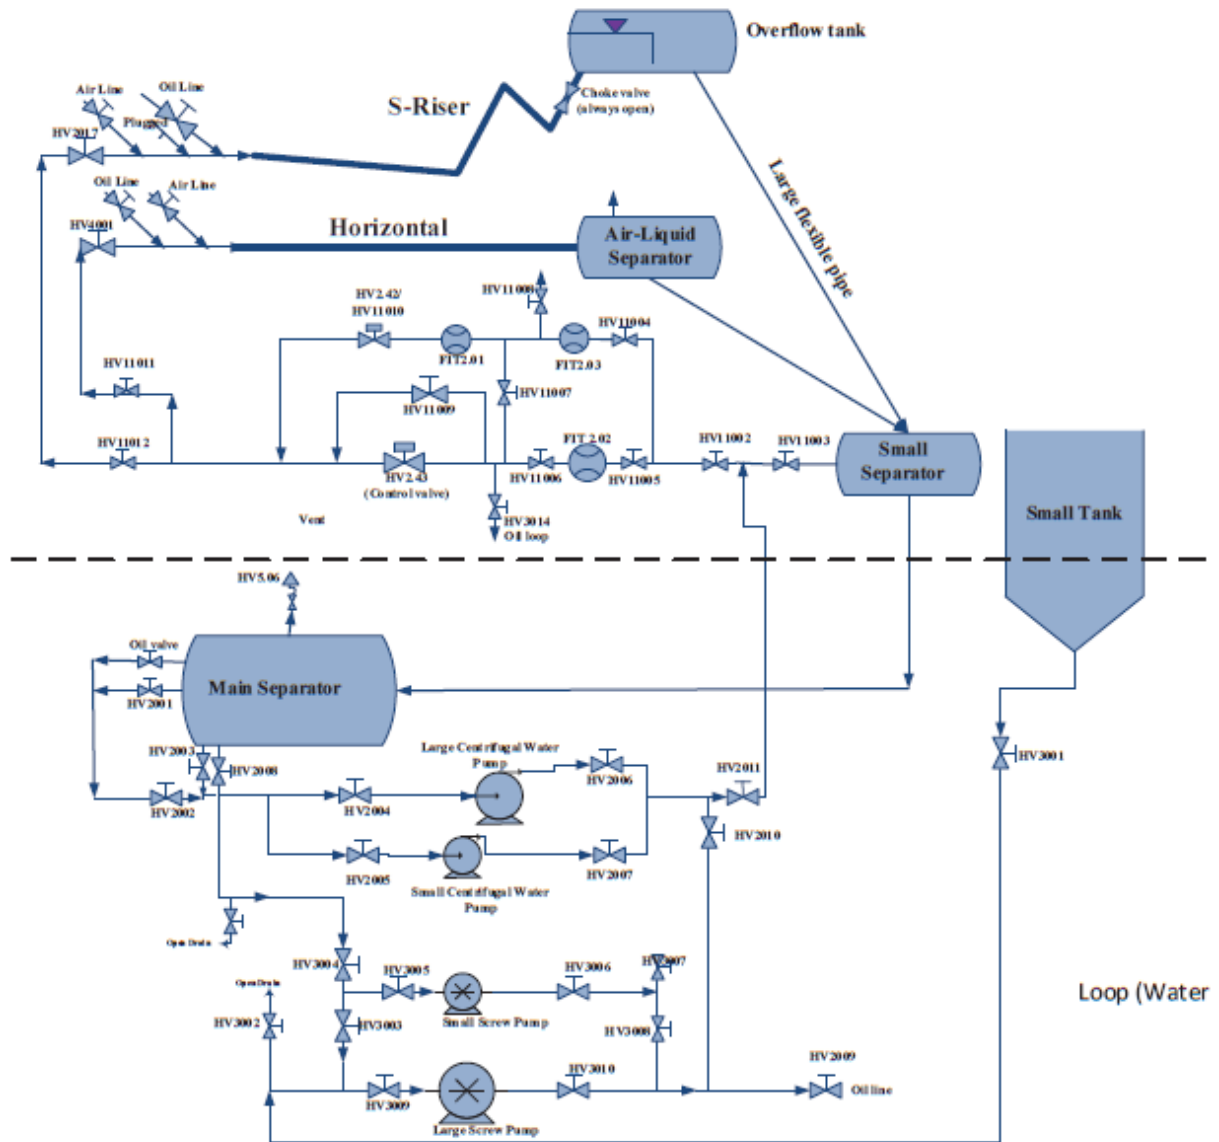 Overflow tank
Air Line
Oil Line
Plugged
HV2017
S-Riser
Choke valve
(always open)
Oil Line
Air Line
HV4001
Horizontal
Air-Liquid
Separator
Large flexible pipe
HV2.42/
HV11010
HV11008
HV11004
FIT2.01
FIT2.03
HV11011
HV11007
HV11009
HV11012
FIT 2.02
HV11002
HV11003
Small
Separator
HV2.43
(Control valve)
HV11006
HV11005
HV3014
Oil loop
Vent
Small Tank
HV5.06
Oil valve
Main Separator
HV2001
HV2003
HV2008
Large Centrifugal Water
Pump
HV2006
HV2011
HV3001
HV2002
HV2004
HV2010
HV2005
HV2007
Small Centrifugal Water
Pump
Open Drain
HV3004
HV3005
HV3006
HV3007
Open Drain
HV3002
HV3003
Small Screw Pump
HV3008
Loop (Water
HV3010
HV2009
Oil line
HV3009
Large Screw Pump